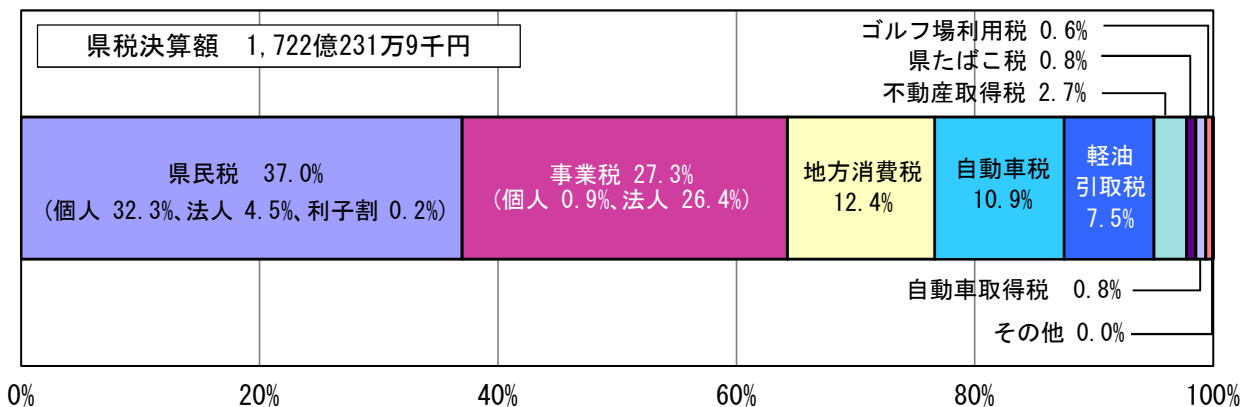 県税決算額 1,722億231万9千円
ゴルフ場利用税 0.6%
県たばこ税 0.8%
不動産取得税 2.7%
県民税 37.0%
(個人 32.3%、法人 4.5%、利子割 0.2%)
事業税 27.3%
(個人 0.9%、法人 26.4%)
地方消費税
12.4%
自動車税
10.9%
軽油
引取税
7.5%
自動車取得税 0.8%
その他 0.0%
0%
20%
40%
60%
80%
100%